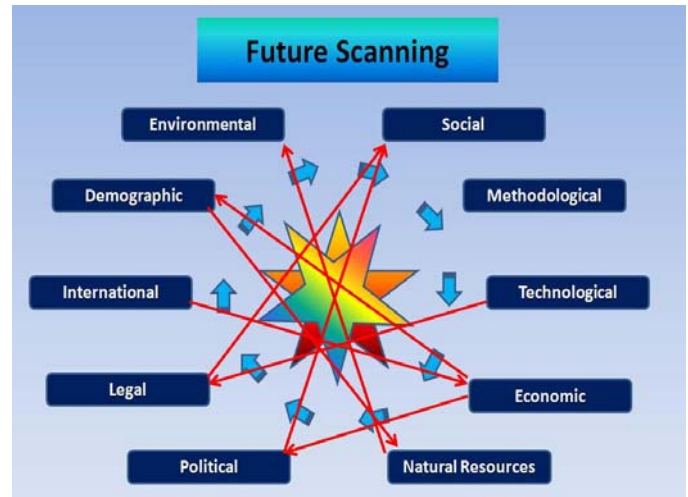 Future Scanning
Environmental
Social
Demographic
Methodological
International
Technological
Legal
Economic
Political
Natural Resources